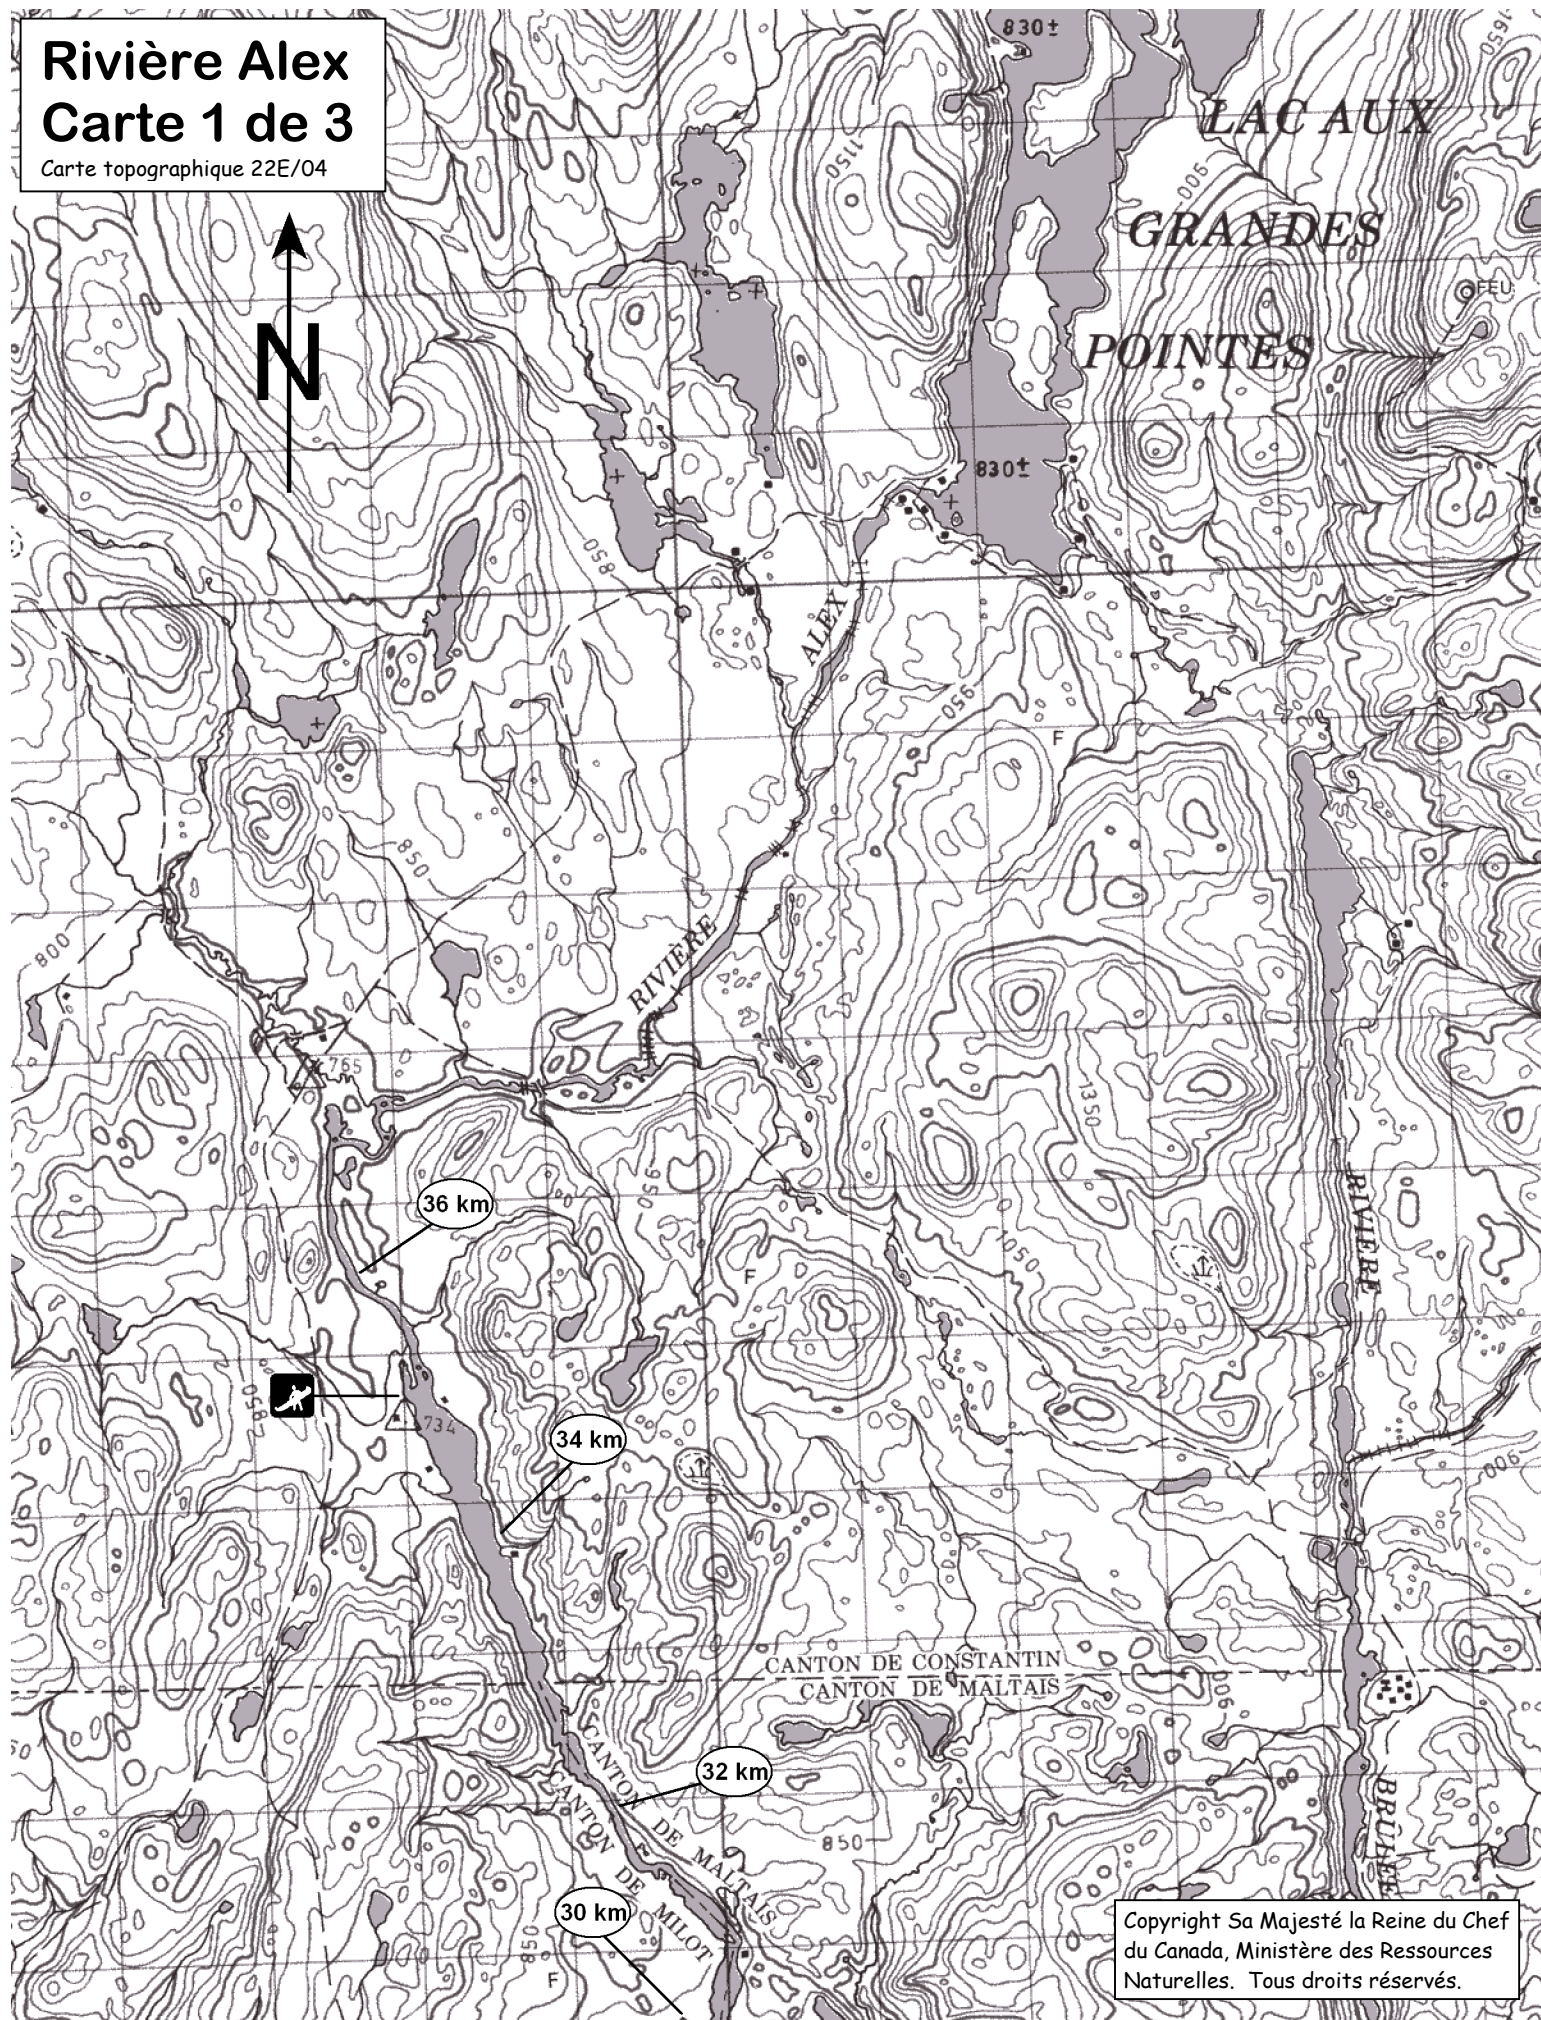 Rivière Alex
Carte 1 de 3
Carte topographique 22E/04
N
830±
1650
LAC AUX
GRANDES
POINTES
1150
900
FEU
830±
850
ALEX
950
F
850
800
RIVIÈRE
765
1350
36 km
950
RIVIÈRE
1050
F
850
734
34 km
900
CANTON DE CONSTANTIN
CANTON DE MALTAIS
900
32 km
CANTON DE MALTAIS
CANTON DE MILOT
850
BRÛLÉE
30 km
850
F
Copyright Sa Majesté la Reine du Chef
du Canada, Ministère des Ressources
Naturelles. Tous droits réservés.